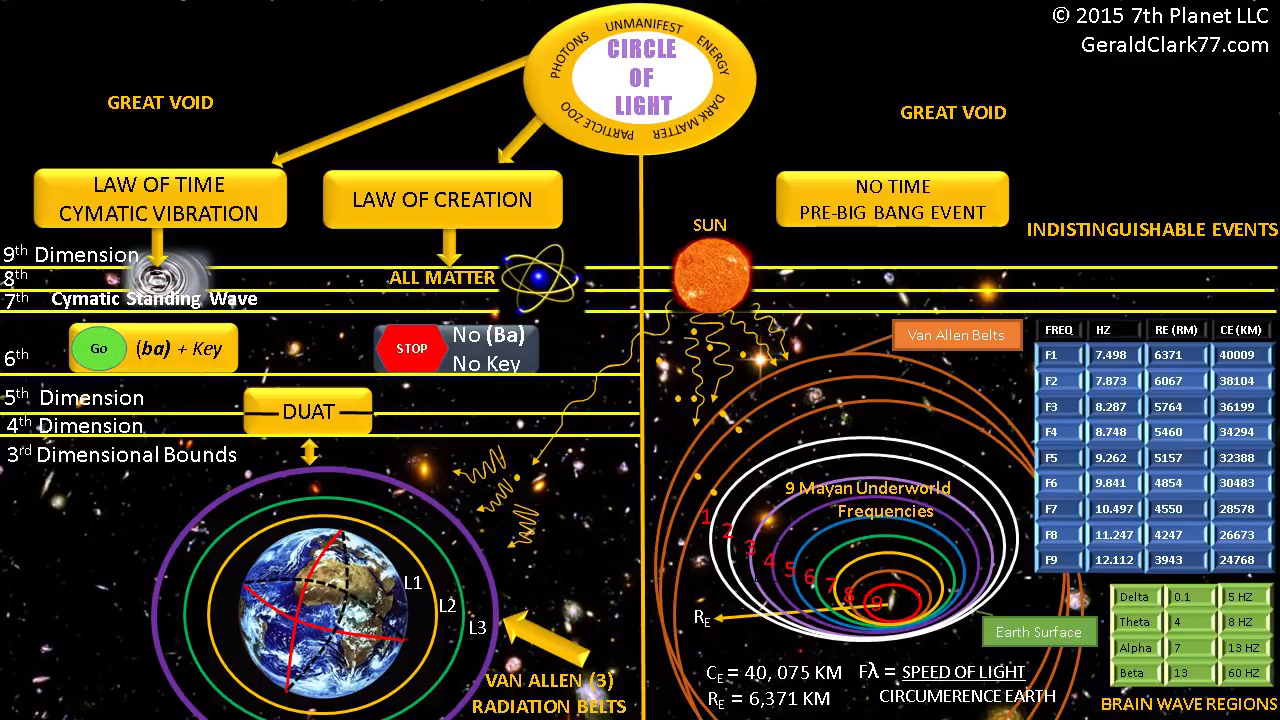 © 2015 7th Planet LLC
GeraldClark77.com
PHOTONS UNMANIFEST ENERGY
DARK MATTER PARTICLE ZOO
CIRCLE
OF
LIGHT
GREAT VOID
GREAT VOID
LAW OF TIME
CYMATIC VIBRATION
LAW OF CREATION
NO TIME
PRE-BIG BANG EVENT
SUN
INDISTINGUISHABLE EVENTS
9th Dimension
8th
ALL MATTER
7th Cymatic Standing Wave
Go (ba) + Key
STOP
No (Ba)
No Key
6th
5th Dimension
DUAT
4th Dimension
3rd Dimensional Bounds
L1
L2
L3
VAN ALLEN (3)
RADIATION BELTS
Van Allen Belts
9 Mayan Underworld
Frequencies
1 2 3 4 5 6 7 8 9
RE
Earth Surface
CE = 40, 075 KM
RE = 6,371 KM
Fλ = SPEED OF LIGHT
CIRCUMERENCE EARTH
FREQ HZ RE (RM) CE (KM)
F1 7.498 6371 40009
F2 7.873 6067 38104
F3 8.287 5764 36199
F4 8.748 5460 34294
F5 9.262 5157 32388
F6 9.841 4854 30483
F7 10.497 4550 28578
F8 11.247 4247 26673
F9 12.112 3943 24768
Delta 0.1 5 HZ
Theta 4 8 HZ
Alpha 7 13 HZ
Beta 13 60 HZ
BRAIN WAVE REGIONS